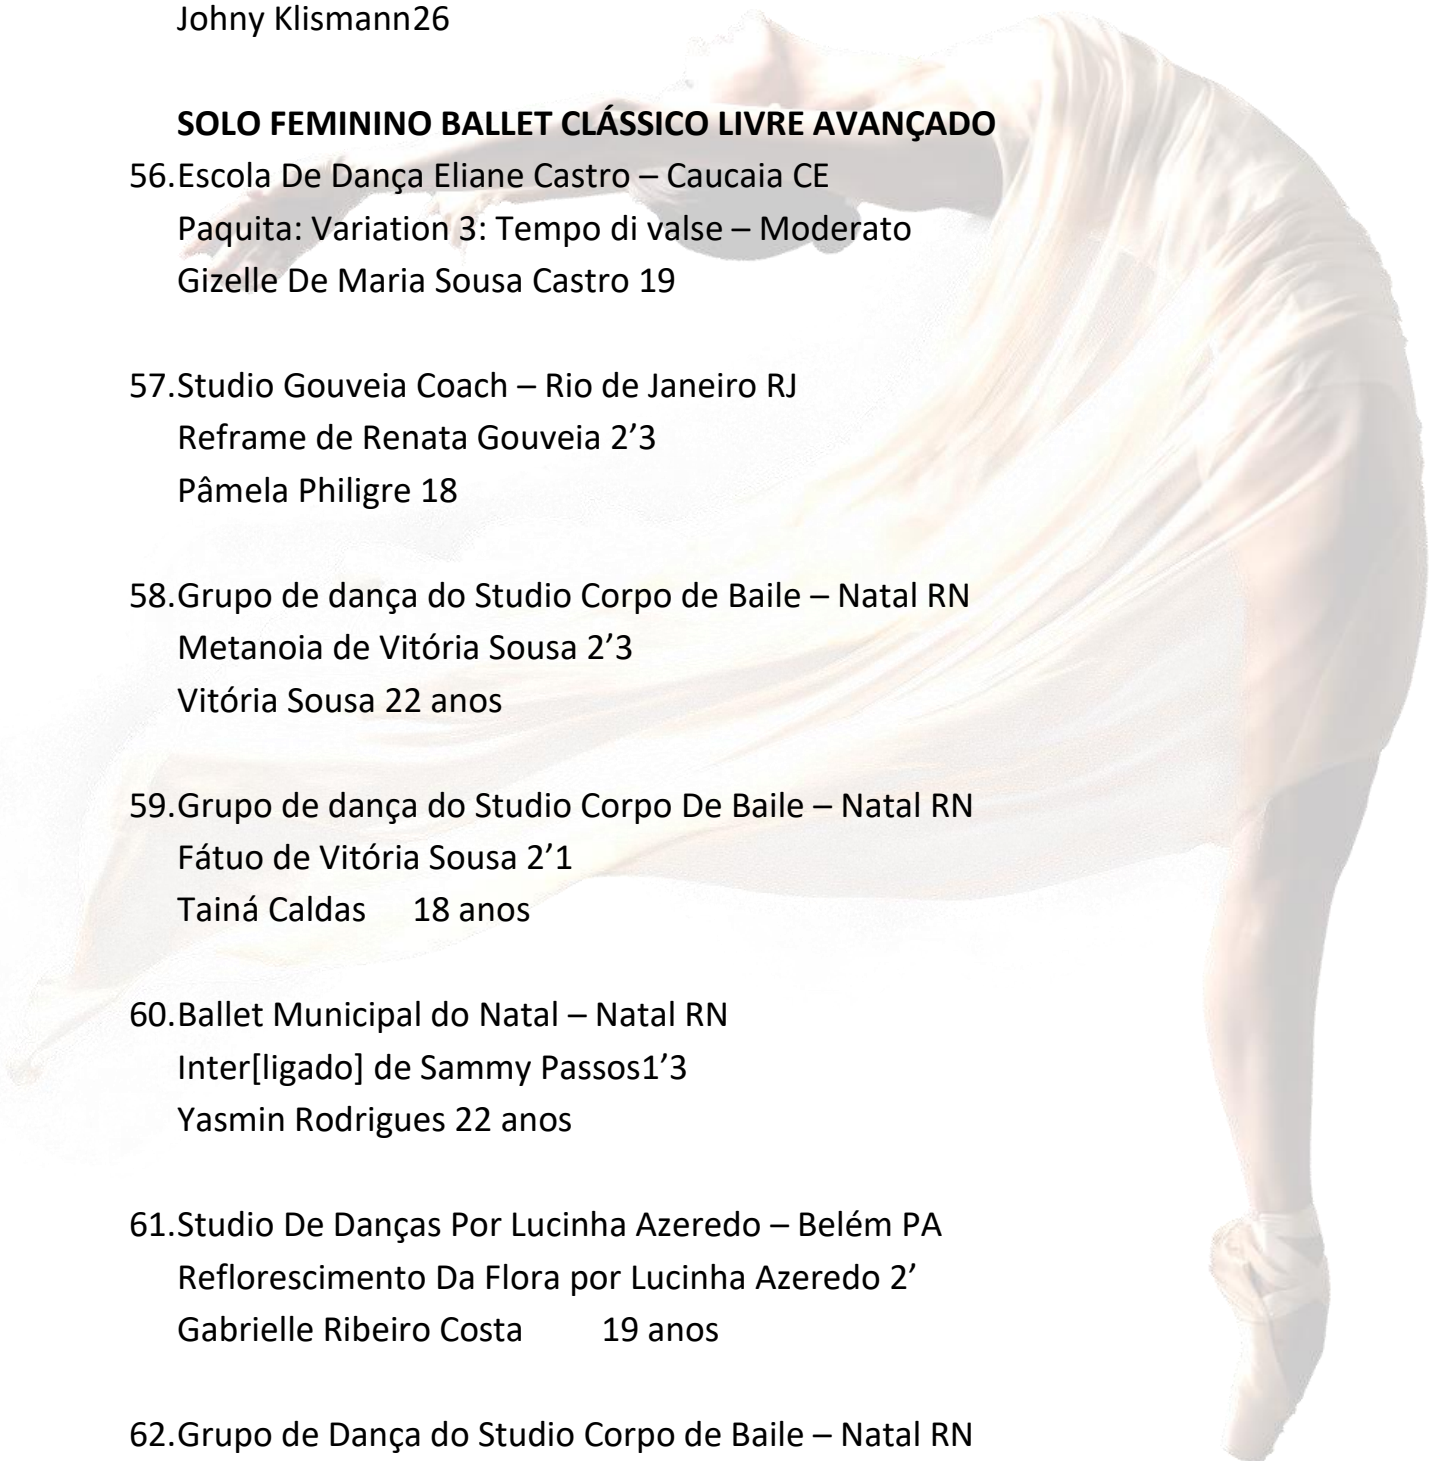 Johny Klismann26
SOLO FEMININO BALLET CLÁSSICO LIVRE AVANÇADO
56.Escola De Dança Eliane Castro – Caucaia CE
Paquita: Variation 3: Tempo di valse – Moderato
Gizelle De Maria Sousa Castro 19
57.Studio Gouveia Coach – Rio de Janeiro RJ
Reframe de Renata Gouveia 2’3
Pâmela Philigre 18
58.Grupo de dança do Studio Corpo de Baile – Natal RN
Metanoia de Vitória Sousa 2’3
Vitória Sousa 22 anos
59.Grupo de dança do Studio Corpo De Baile – Natal RN
Fátuo de Vitória Sousa 2’1
Tainá Caldas 18 anos
60.Ballet Municipal do Natal – Natal RN
Inter[ligado] de Sammy Passos1’3
Yasmin Rodrigues 22 anos
61.Studio De Danças Por Lucinha Azeredo – Belém PA
Reflorescimento Da Flora por Lucinha Azeredo 2’
Gabrielle Ribeiro Costa 19 anos
62.Grupo de Dança do Studio Corpo de Baile – Natal RN